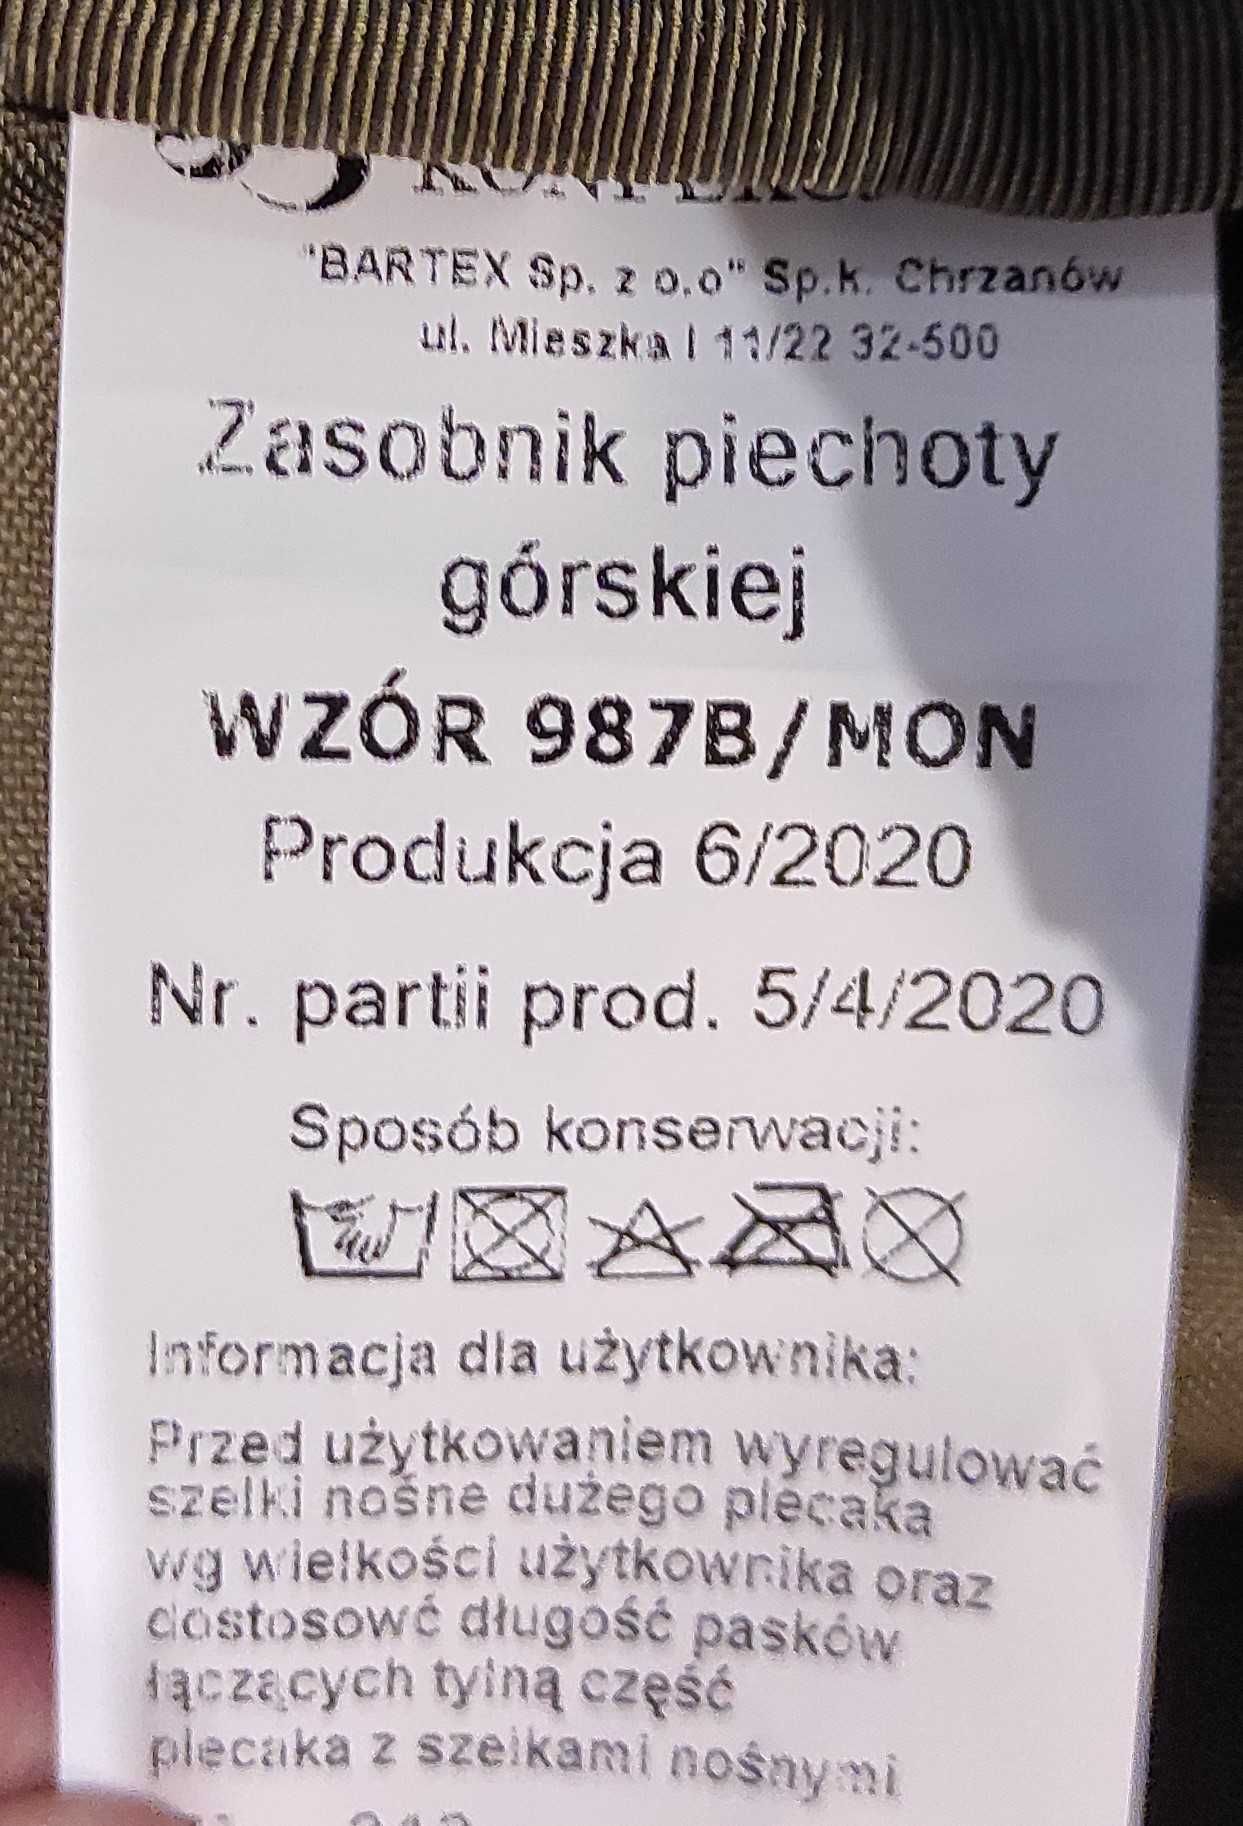 "BARTEX Sp. z o.o" Sp.k. Chrzanów
ul. Mieszka I 11/22 32-500
Zasobnik piechoty
górskiej
WZÓR 987B/MON
Produkcja 6/2020
Nr. partii prod. 5/4/2020
Sposób konserwacji:
Informacja dla użytkownika:
Przed użytkowaniem wyregulować
szelki nośne dużego plecaka
wg wielkości użytkownika oraz
dostosowć długość pasków
łączących tylną część
plecaka z szelkami nośnymi